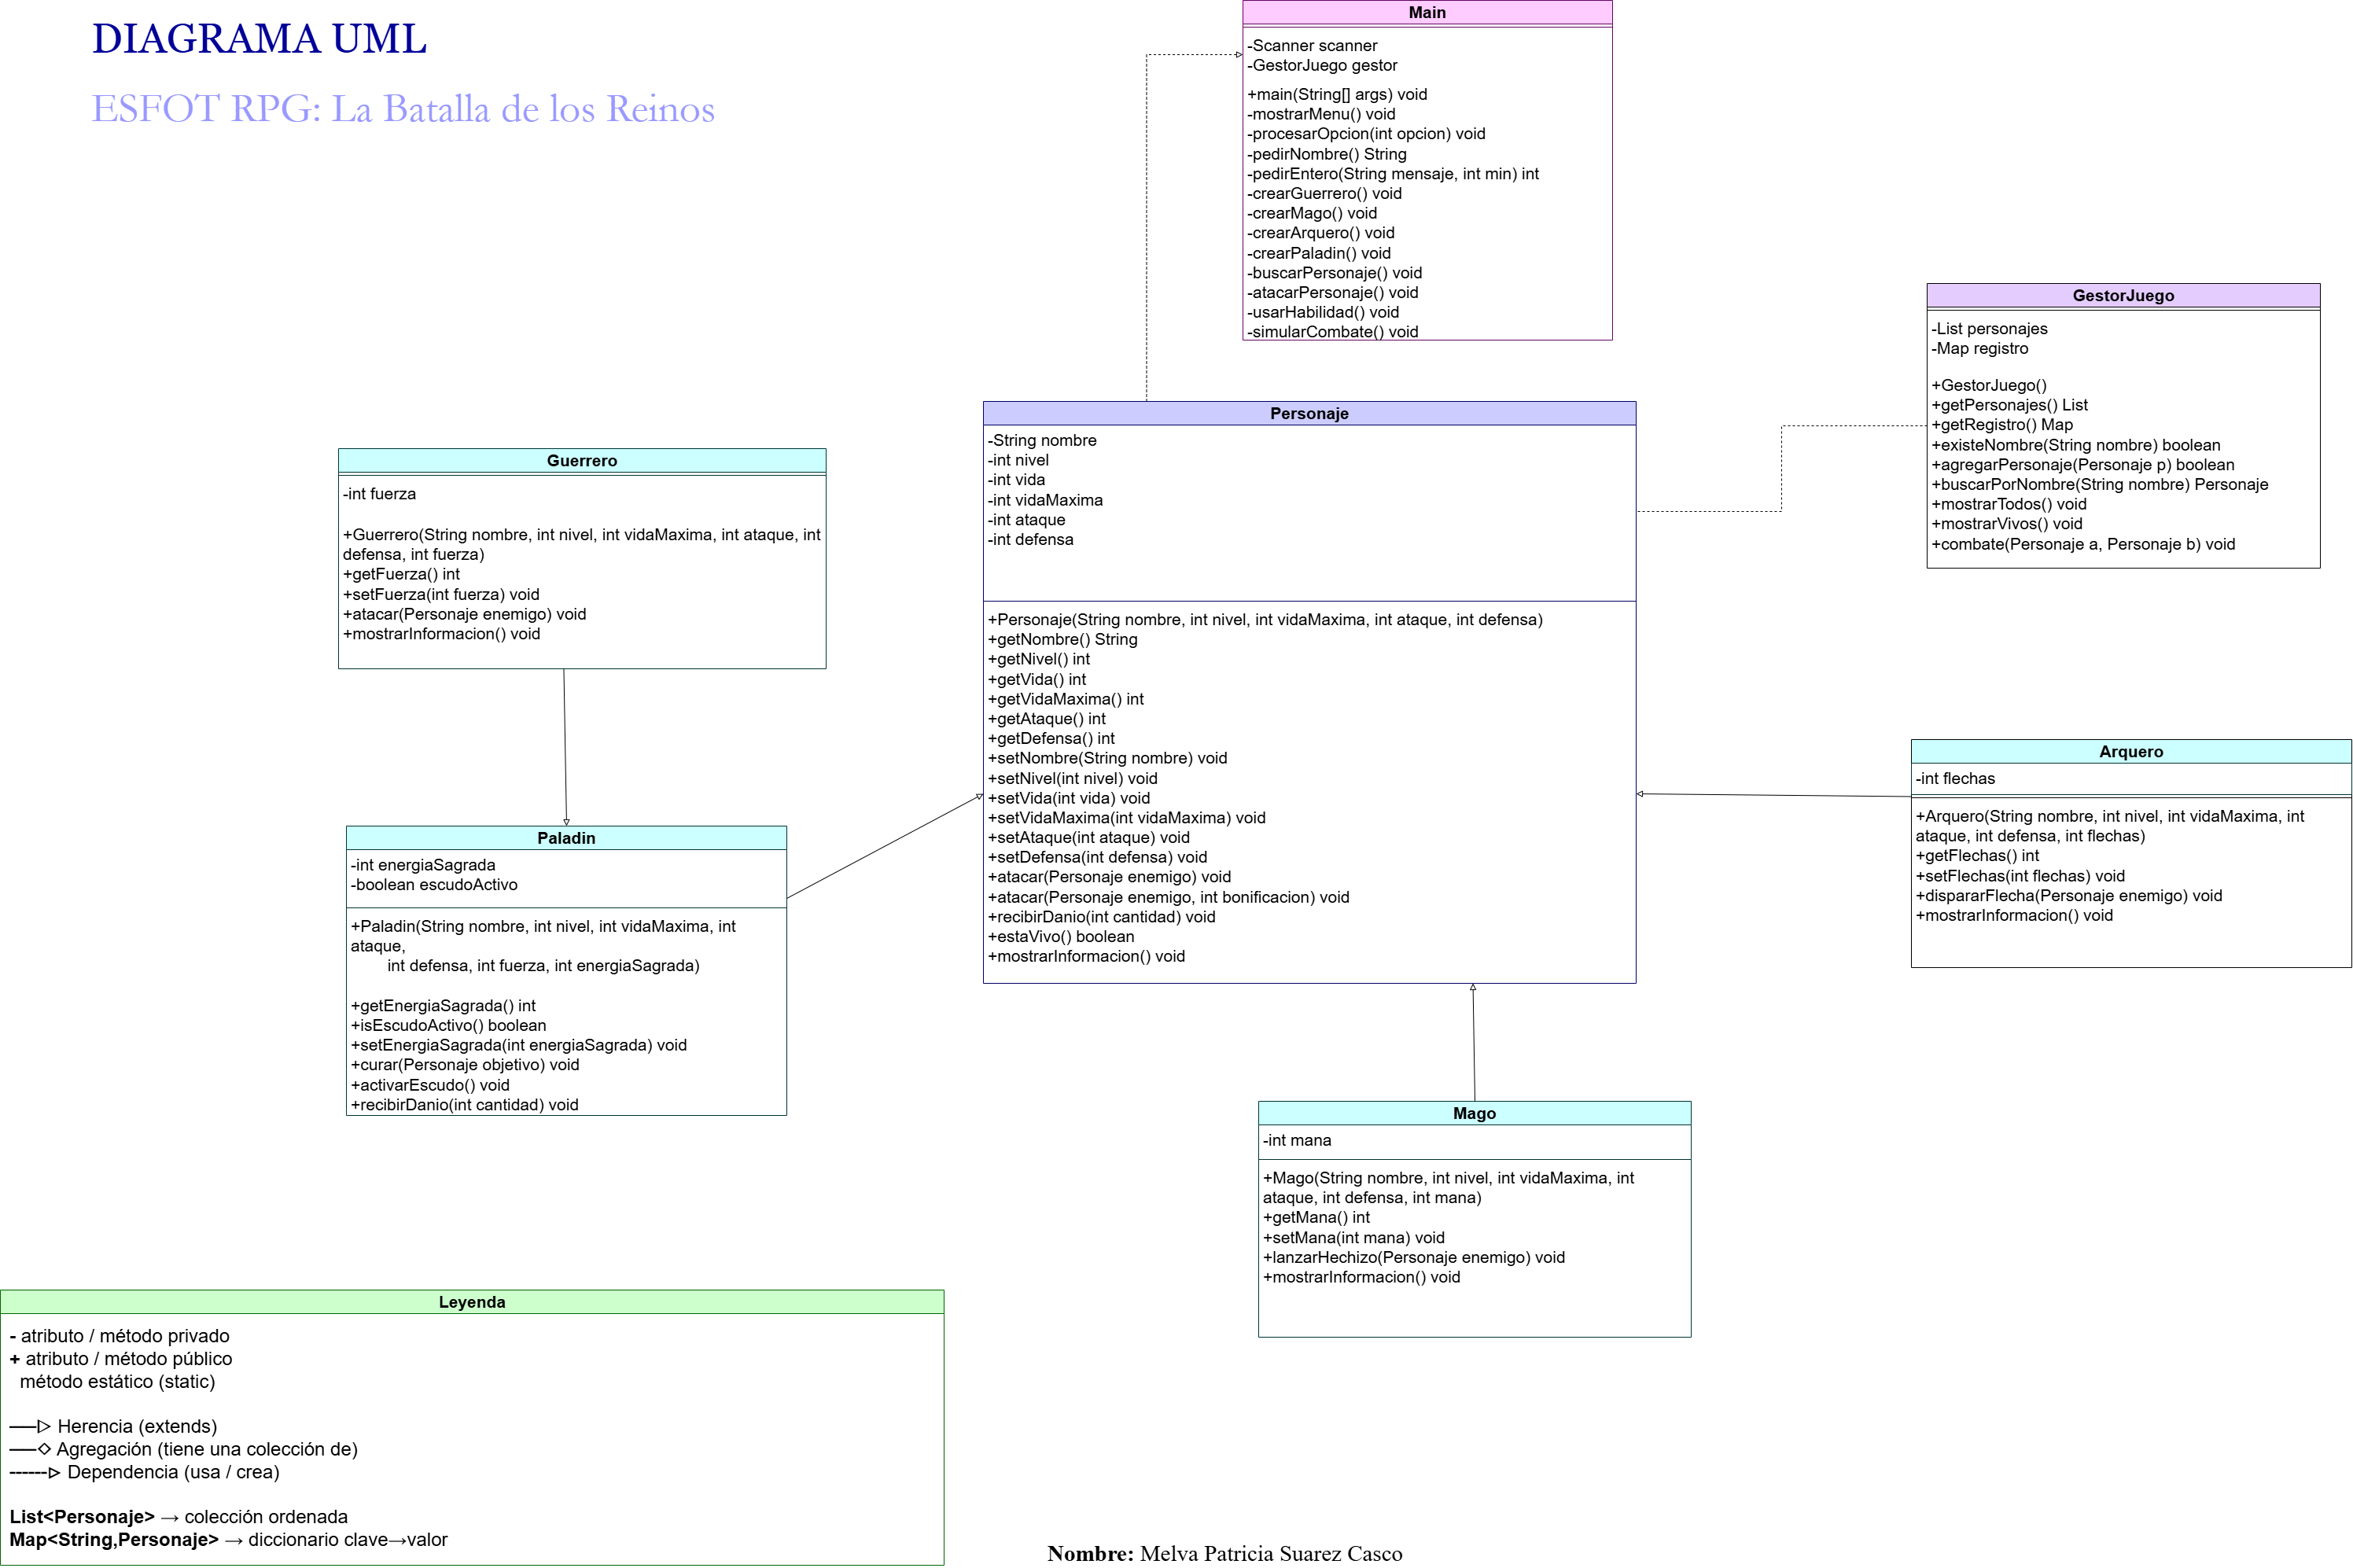 DIAGRAMA UML
ESFOT RPG: La Batalla de los Reinos
Main
-Scanner scanner
-GestorJuego gestor
+main(String[] args) void
-mostrarMenu() void
-procesarOpcion(int opcion) void
-pedirNombre() String
-pedirEntero(String mensaje, int min) int
-crearGuerrero() void
-crearMago() void
-crearArquero() void
-crearPaladin() void
-buscarPersonaje() void
-atacarPersonaje() void
-usarHabilidad() void
-simularCombate() void
GestorJuego
-List personajes
-Map registro
+GestorJuego()
+getPersonajes() List
+getRegistro() Map
+existeNombre(String nombre) boolean
+agregarPersonaje(Personaje p) boolean
+buscarPorNombre(String nombre) Personaje
+mostrarTodos() void
+mostrarVivos() void
+combate(Personaje a, Personaje b) void
Personaje
-String nombre
-int nivel
-int vida
-int vidaMaxima
-int ataque
-int defensa
+Personaje(String nombre, int nivel, int vidaMaxima, int ataque, int defensa)
+getNombre() String
+getNivel() int
+getVida() int
+getVidaMaxima() int
+getAtaque() int
+getDefensa() int
+setNombre(String nombre) void
+setNivel(int nivel) void
+setVida(int vida) void
+setVidaMaxima(int vidaMaxima) void
+setAtaque(int ataque) void
+setDefensa(int defensa) void
+atacar(Personaje enemigo) void
+atacar(Personaje enemigo, int bonificacion) void
+recibirDanio(int cantidad) void
+estaVivo() boolean
+mostrarInformacion() void
Guerrero
-int fuerza
+Guerrero(String nombre, int nivel, int vidaMaxima, int ataque, int
defensa, int fuerza)
+getFuerza() int
+setFuerza(int fuerza) void
+atacar(Personaje enemigo) void
+mostrarInformacion() void
Paladin
-int energiaSagrada
-boolean escudoActivo
+Paladin(String nombre, int nivel, int vidaMaxima, int
ataque,
int defensa, int fuerza, int energiaSagrada)
+getEnergiaSagrada() int
+isEscudoActivo() boolean
+setEnergiaSagrada(int energiaSagrada) void
+curar(Personaje objetivo) void
+activarEscudo() void
+recibirDanio(int cantidad) void
Arquero
-int flechas
+Arquero(String nombre, int nivel, int vidaMaxima, int
ataque, int defensa, int flechas)
+getFlechas() int
+setFlechas(int flechas) void
+dispararFlecha(Personaje enemigo) void
+mostrarInformacion() void
Mago
-int mana
+Mago(String nombre, int nivel, int vidaMaxima, int
ataque, int defensa, int mana)
+getMana() int
+setMana(int mana) void
+lanzarHechizo(Personaje enemigo) void
+mostrarInformacion() void
Leyenda
- atributo / método privado
+ atributo / método público
método estático (static)
──▷ Herencia (extends)
──◇ Agregación (tiene una colección de)
------▷ Dependencia (usa / crea)
List<Personaje> → colección ordenada
Map<String,Personaje> → diccionario clave→valor
Nombre: Melva Patricia Suarez Casco